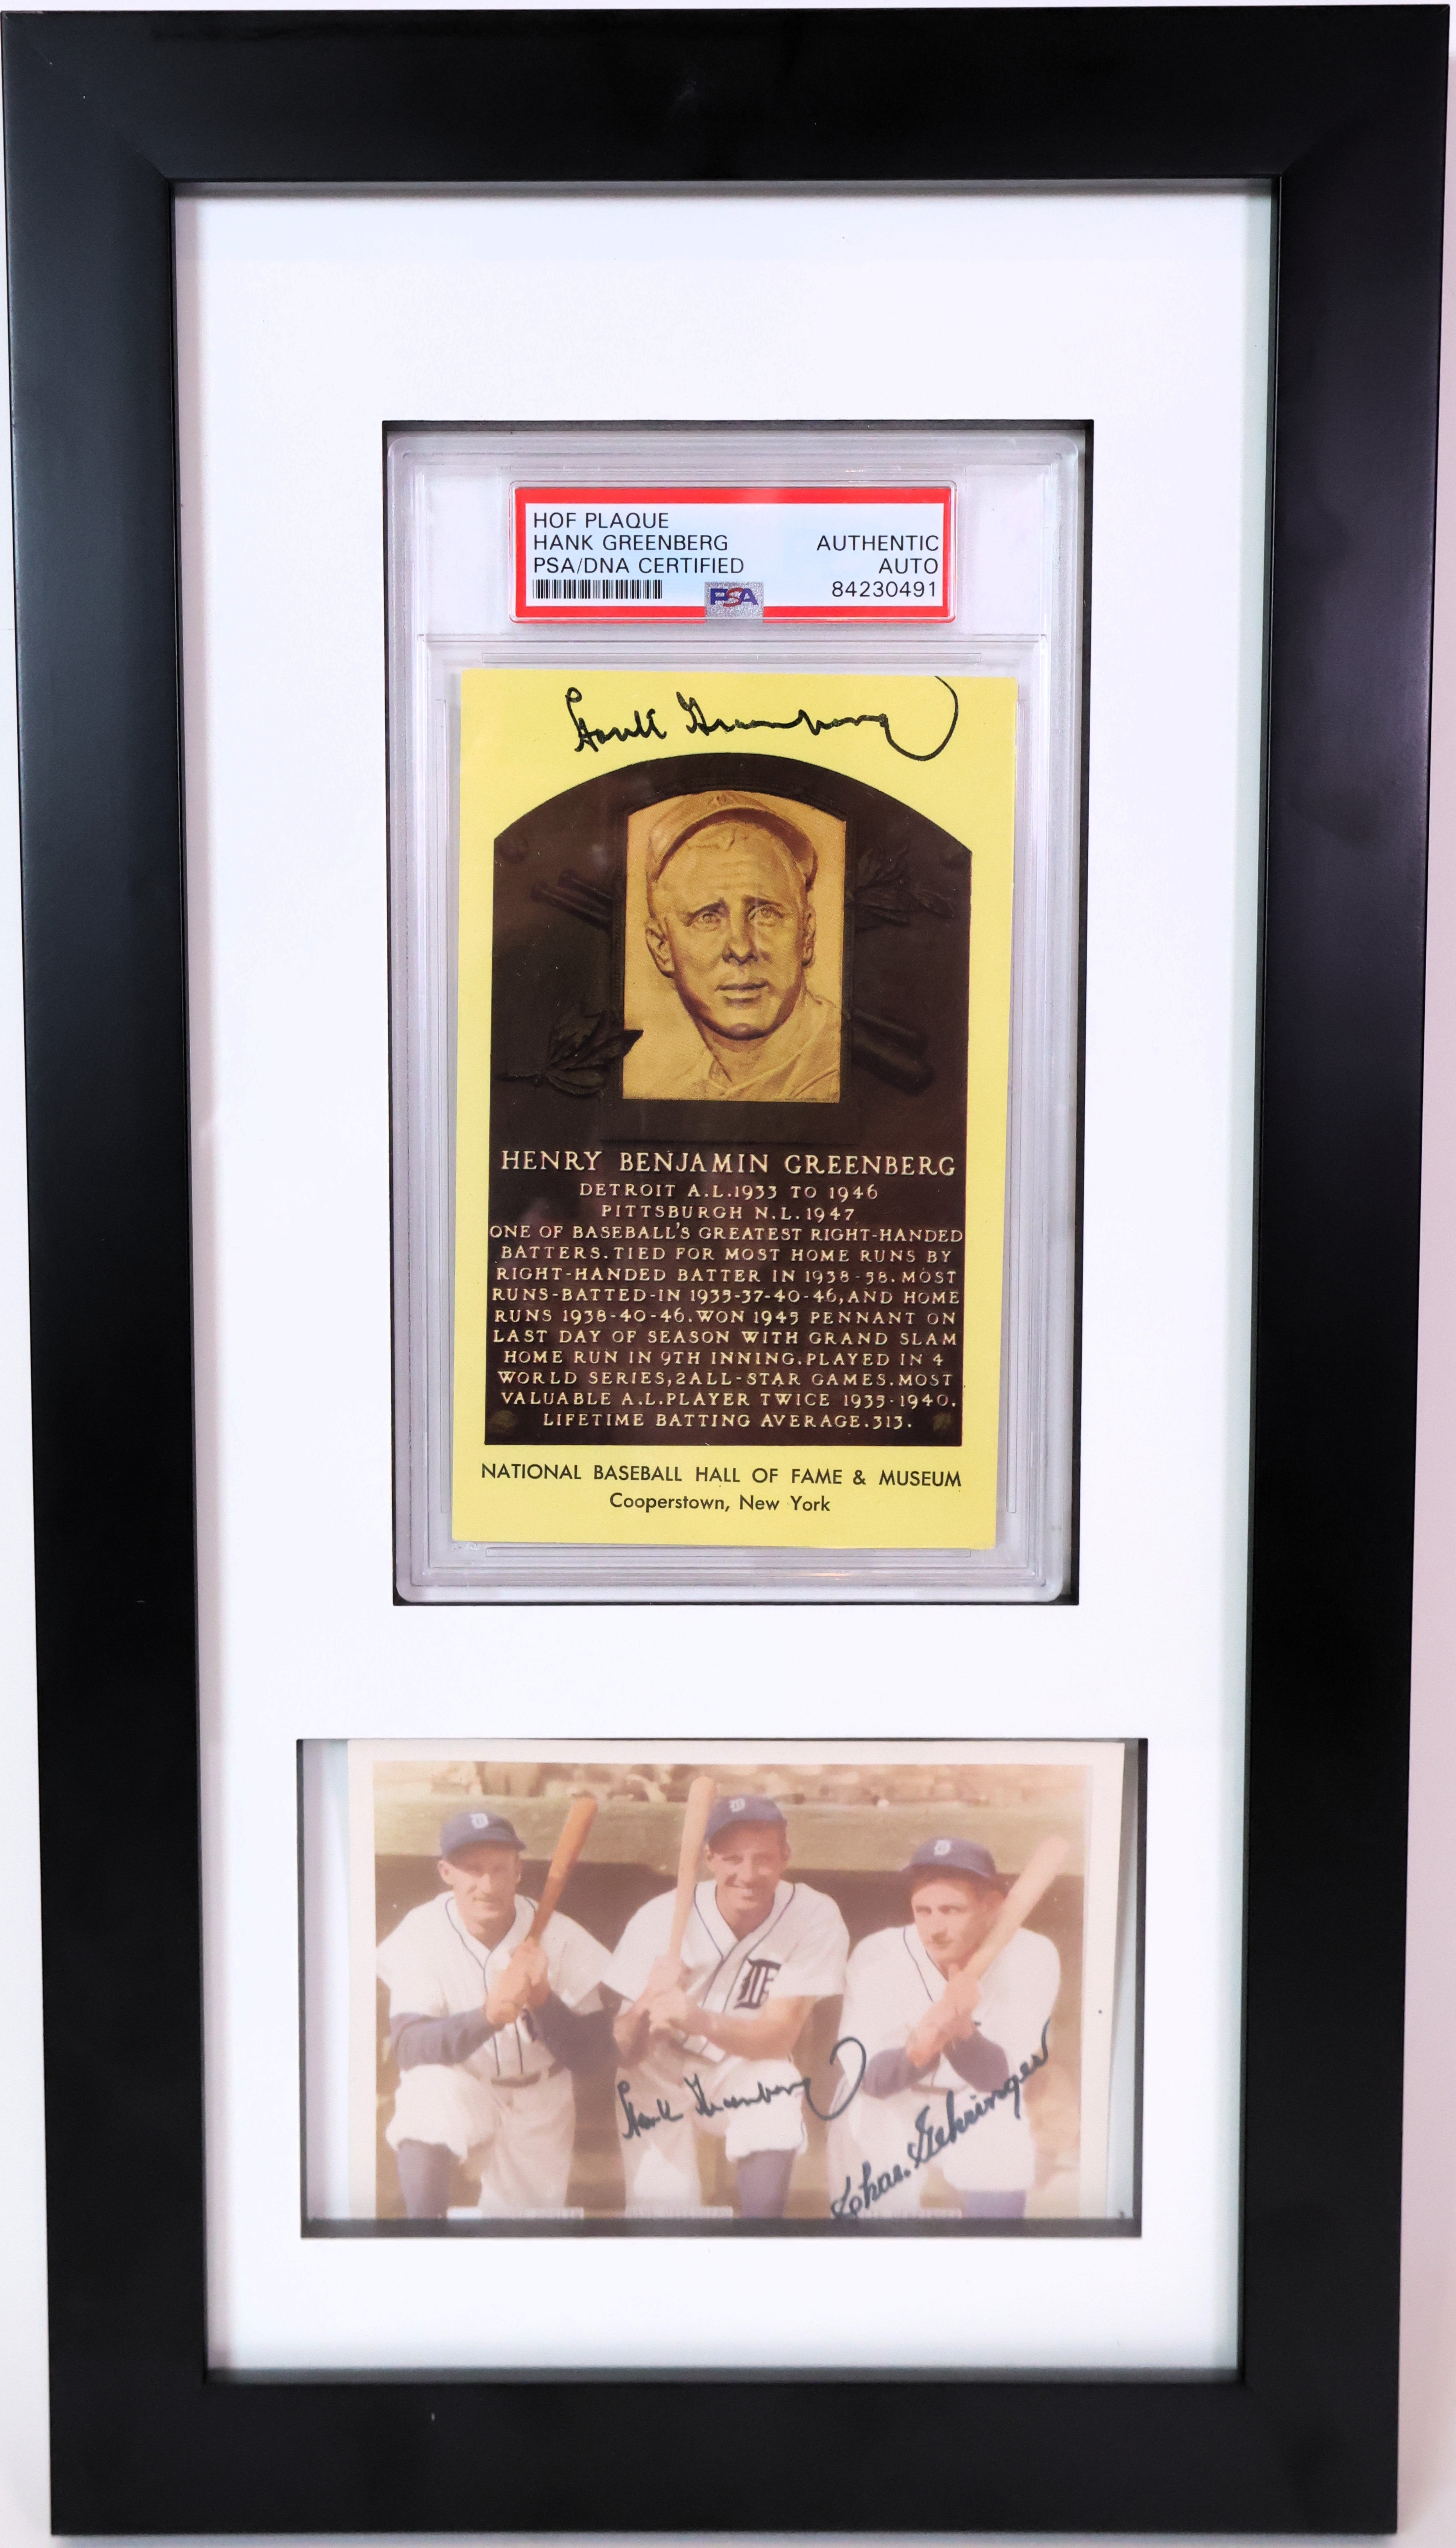 HOF PLAQUE
HANK GREENBERG AUTHENTIC
PSA/DNA CERTIFIED AUTO
PSA 84230491
Hank Greenberg
HENRY BENJAMIN GREENBERG
DETROIT A.L.1933 TO 1946
PITTSBURGH N.L.1947
ONE OF BASEBALL'S GREATEST RIGHT-HANDED
BATTERS. TIED FOR MOST HOME RUNS BY
RIGHT-HANDED BATTER IN 1938-58. MOST
RUNS-BATTED-IN 1935-37-40-46, AND HOME
RUNS 1938-40-46. WON 1945 PENNANT ON
LAST DAY OF SEASON WITH GRAND SLAM
HOME RUN IN 9TH INNING. PLAYED IN 4
WORLD SERIES, 2 ALL-STAR GAMES. MOST
VALUABLE A.L. PLAYER TWICE 1935-1940.
LIFETIME BATTING AVERAGE .313.
NATIONAL BASEBALL HALL OF FAME & MUSEUM
Cooperstown, New York
D
D
D
D
Hank Greenberg
Chas. Gehringer